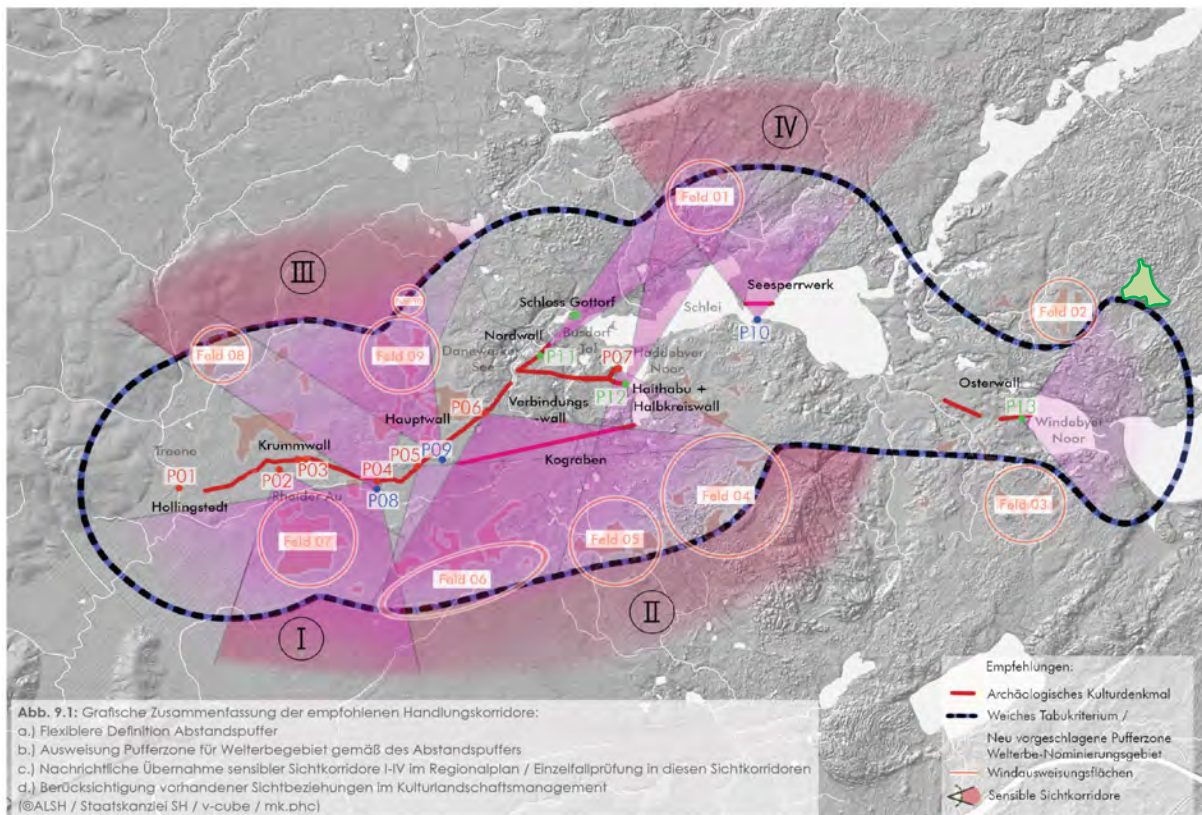 IV
Feld 01
III
Schloss Gottorf
Seesperrwerk
Schlei
Feld 02
Nordwall
Busdorf
Tal
P10
P11
P07
Haddebyer
Noor
Feld 08
Feld 09
Danewerker
See
Osterwall
Haithabu +
Halbkreiswall
P12
P13
P06
Verbindungs
-wall
Hauptwall
Windebyer
Noor
Treene
Krummwall
P05
P09
Kograben
P01
P02
P03
P04
P08
Rheider Au
Hollingstedt
Feld 04
Feld 03
Feld 07
Feld 05
Feld 06
II
I
Empfehlungen:
Archäologisches Kulturdenkmal
Weiches Tabukriterium /
Neu vorgeschlagene Pufferzone
Welterbe-Nominierungsgebiet
Windausweisungsflächen
Sensible Sichtkorridore
Abb. 9.1: Grafische Zusammenfassung der empfohlenen Handlungskorridore:
a.) Flexiblere Definition Abstandspuffer
b.) Ausweisung Pufferzone für Welterbegebiet gemäß des Abstandspuffers
c.) Nachrichtliche Übernahme sensibler Sichtkorridore I-IV im Regionalplan / Einzelfallprüfung in diesen Sichtkorridoren
d.) Berücksichtigung vorhandener Sichtbeziehungen im Kulturlandschaftsmanagement
(©ALSH / Staatskanzlei SH / v-cube / mk.phc)